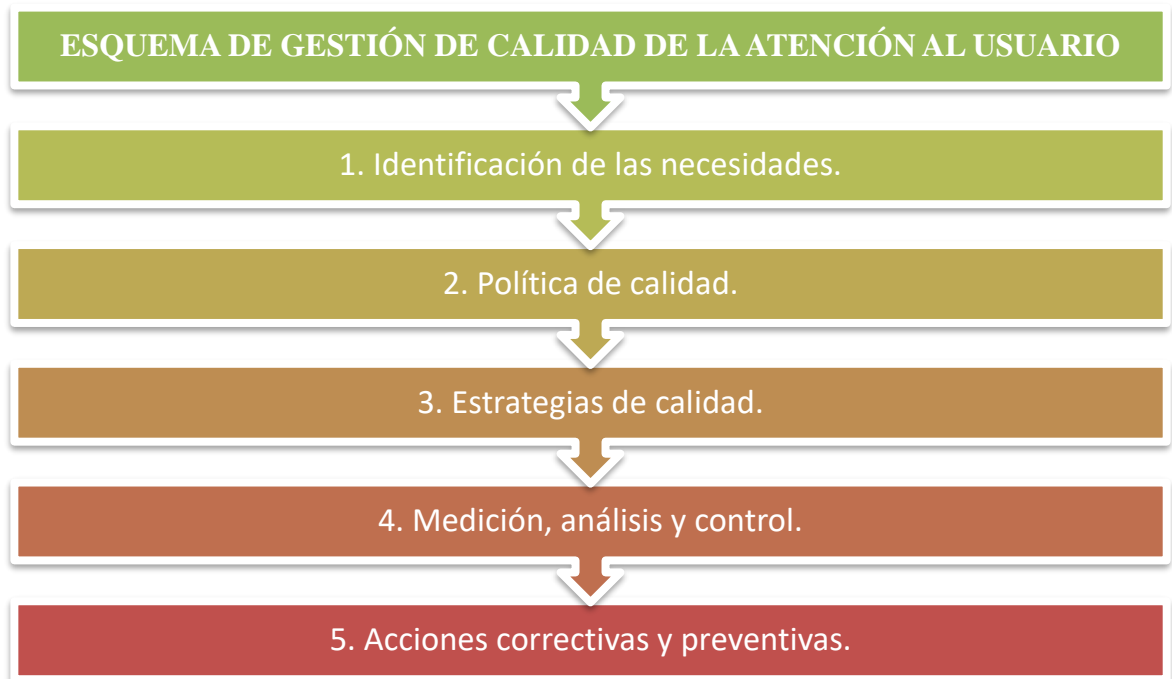 ESQUEMA DE GESTIÓN DE CALIDAD DE LA ATENCIÓN AL USUARIO
1. Identificación de las necesidades.
2. Política de calidad.
3. Estrategias de calidad.
4. Medición, análisis y control.
5. Acciones correctivas y preventivas.